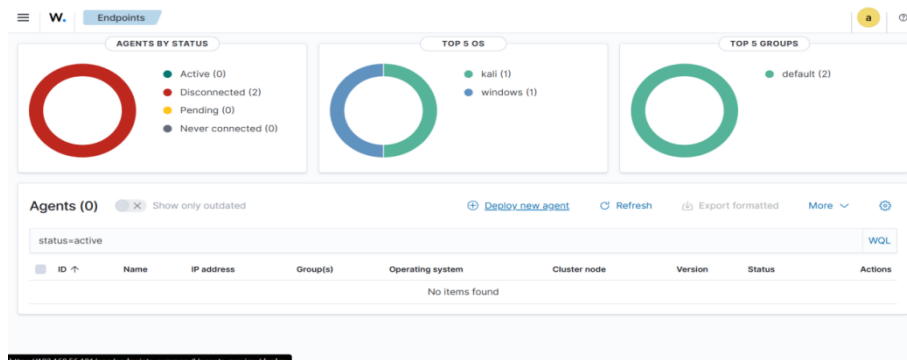 W. Endpoints a
AGENTS BY STATUS
Active (0)
Disconnected (2)
Pending (0)
Never connected (0)
TOP 5 OS
kali (1)
windows (1)
TOP 5 GROUPS
default (2)
Agents (0) Show only outdated Deploy new agent Refresh Export formatted More
status=active WQL
ID ↑ Name IP address Group(s) Operating system Cluster node Version Status Actions
No items found